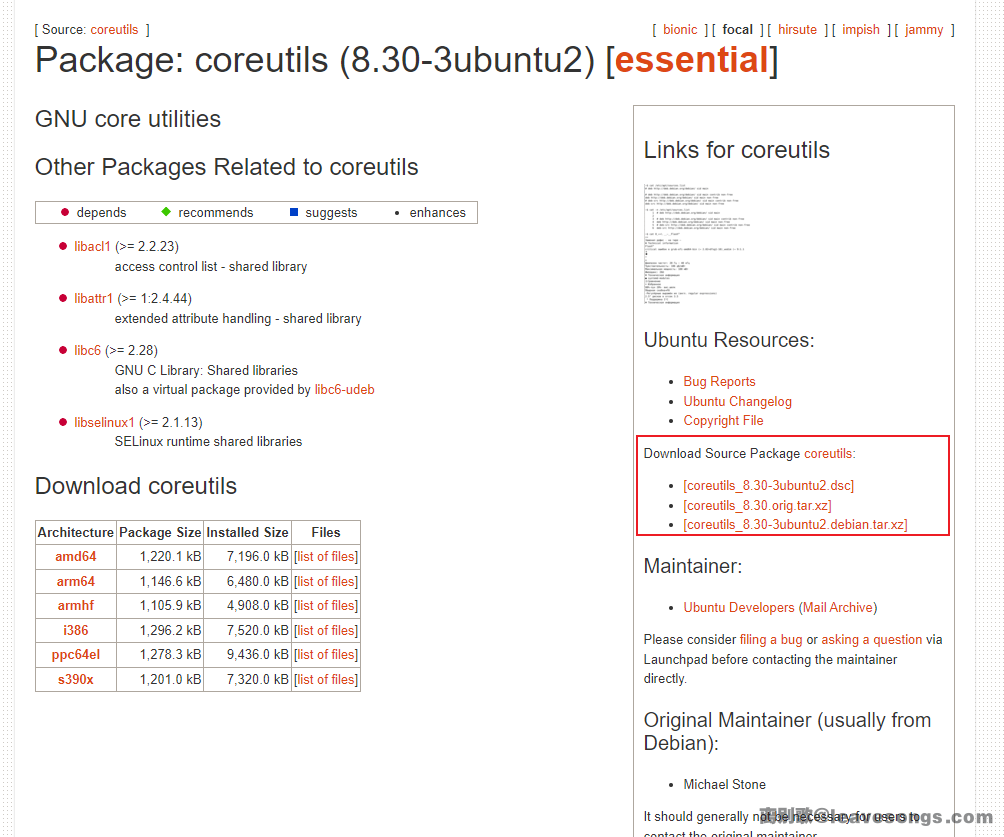 [ Source: coreutils ]
[ bionic ] [ focal ] [ hirsute ] [ impish ] [ jammy ]
Package: coreutils (8.30-3ubuntu2) [essential]
GNU core utilities
Other Packages Related to coreutils
depends recommends suggests enhances
libacl1 (>= 2.2.23)
access control list - shared library
libattr1 (>= 1:2.4.44)
extended attribute handling - shared library
libc6 (>= 2.28)
GNU C Library: Shared libraries
also a virtual package provided by libc6-udeb
libselinux1 (>= 2.1.13)
SELinux runtime shared libraries
Download coreutils
Architecture Package Size Installed Size Files
amd64 1,220.1 kB 7,196.0 kB [list of files]
arm64 1,146.6 kB 6,480.0 kB [list of files]
armhf 1,105.9 kB 4,908.0 kB [list of files]
i386 1,296.2 kB 7,520.0 kB [list of files]
ppc64el 1,278.3 kB 9,436.0 kB [list of files]
s390x 1,201.0 kB 7,320.0 kB [list of files]
Links for coreutils
Ubuntu Resources:
Bug Reports
Ubuntu Changelog
Copyright File
Download Source Package coreutils:
[coreutils_8.30-3ubuntu2.dsc]
[coreutils_8.30.orig.tar.xz]
[coreutils_8.30-3ubuntu2.debian.tar.xz]
Maintainer:
Ubuntu Developers (Mail Archive)
Please consider filing a bug or asking a question via
Launchpad before contacting the maintainer
directly.
Original Maintainer (usually from
Debian):
Michael Stone
It should generally not be necessary for users to
contact the original maintainer.
离别歌@leavesongs.com